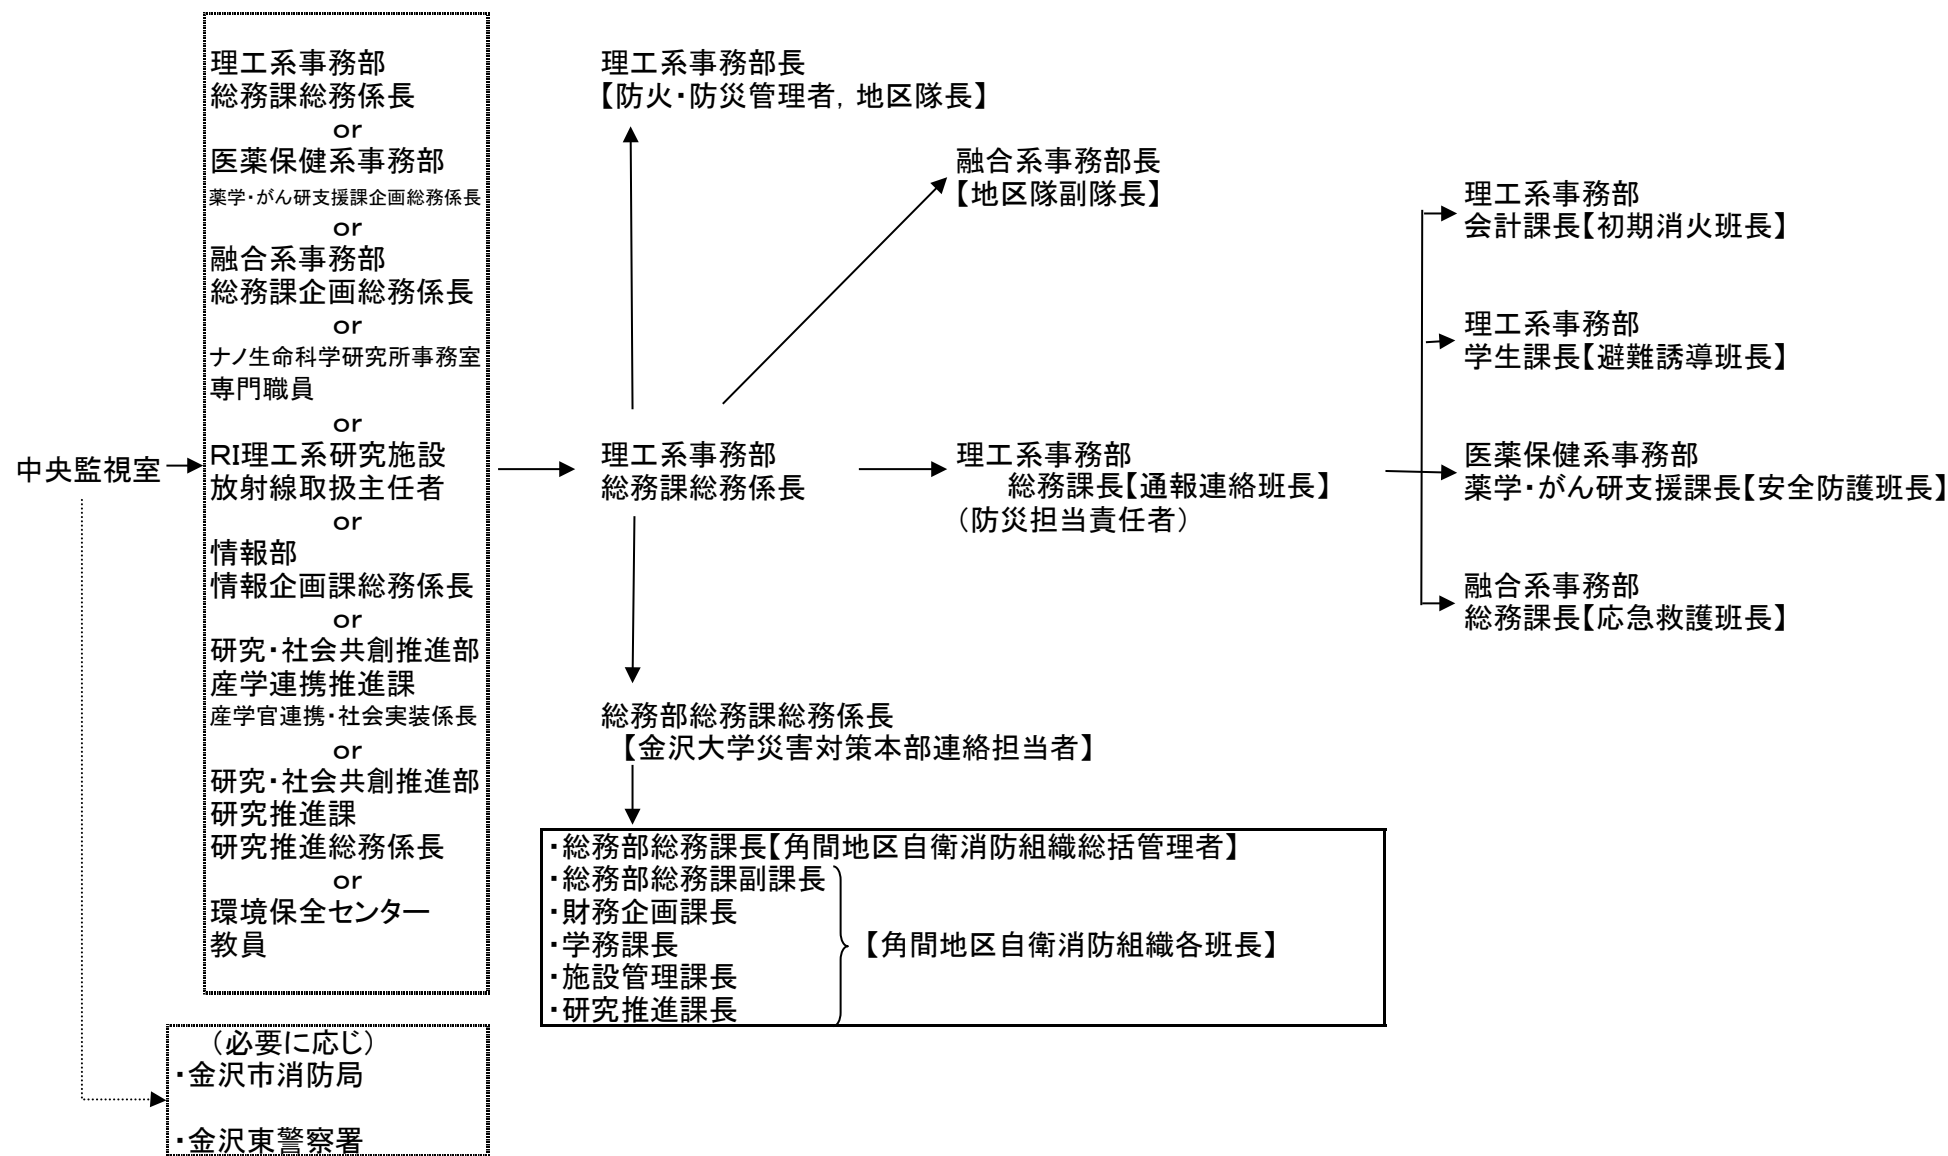 中央監視室
理工系事務部
総務課総務係長
or
医薬保健系事務部
薬学・がん研支援課企画総務係長
or
融合系事務部
総務課企画総務係長
or
ナノ生命科学研究所事務室
専門職員
or
RI理工系研究施設
放射線取扱主任者
or
情報部
情報企画課総務係長
or
研究・社会共創推進部
産学連携推進課
産学官連携・社会実装係長
or
研究・社会共創推進部
研究推進課
研究推進総務係長
or
環境保全センター
教員
（必要に応じ）
・金沢市消防局
・金沢東警察署
理工系事務部長
【防火・防災管理者，地区隊長】
融合系事務部長
【地区隊副隊長】
理工系事務部
総務課総務係長
理工系事務部
総務課長【通報連絡班長】
（防災担当責任者）
理工系事務部
会計課長【初期消火班長】
理工系事務部
学生課長【避難誘導班長】
医薬保健系事務部
薬学・がん研支援課長【安全防護班長】
融合系事務部
総務課長【応急救護班長】
総務部総務課総務係長
【金沢大学災害対策本部連絡担当者】
・総務部総務課長【角間地区自衛消防組織総括管理者】
・総務部総務課副課長
・財務企画課長
・学務課長
・施設管理課長
・研究推進課長
【角間地区自衛消防組織各班長】